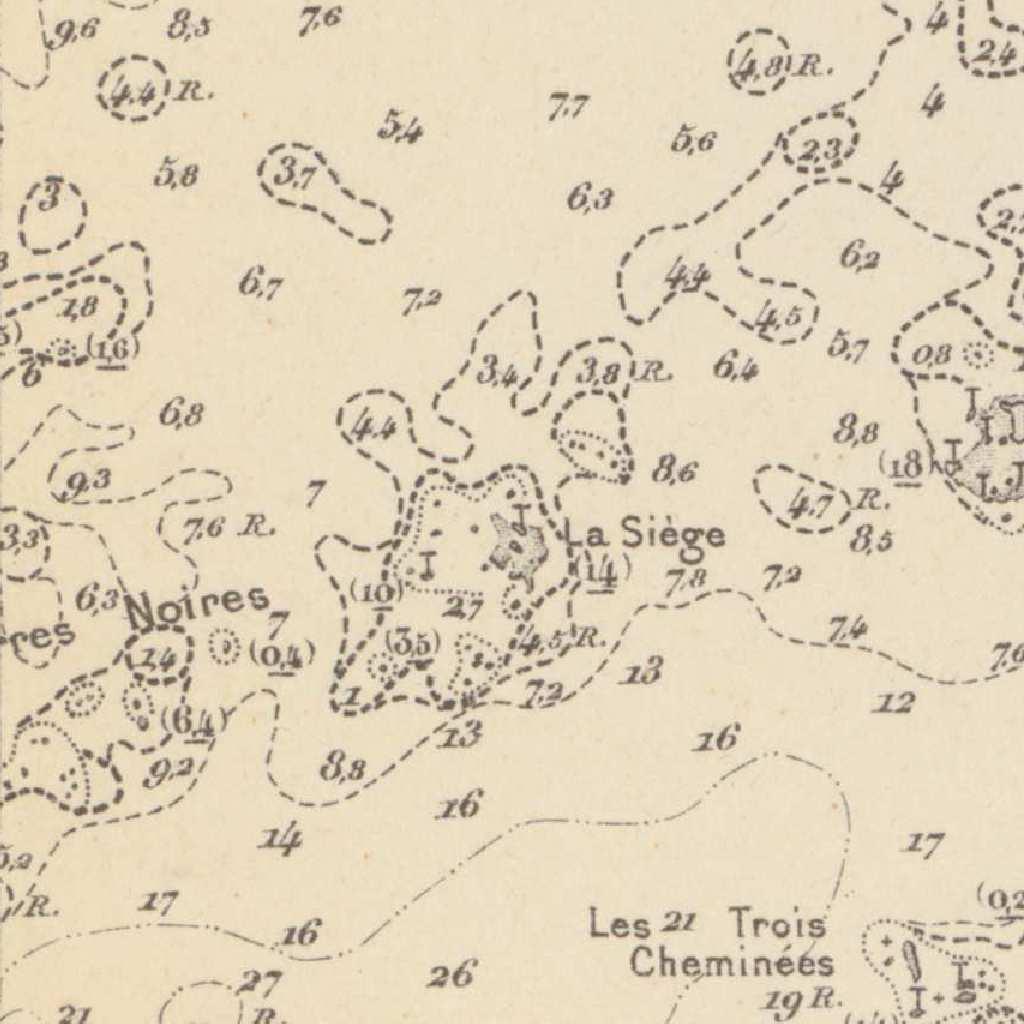 9,6 8,5 7,6 4 2,4
4,4 R. 4,8 R.
5,4 7,7 5,6 2,3 4
3 5,8 3,7 6,3 4
6,7 7,2 4,4 6,2
1,8 4,5
(1,6) 6 3,4 3,8 R. 6,4 5,7 0,8
6,8 4,4 8,8
9,3 8,6 (18)
7 4,7 R.
3,3 7,6 R. La Siège 8,5
6,3 Noires (10) 2,7 (14) 7,8 7,2
res 7 (3,5) 4,5 R. 7,4
1,4 (0,4) 13
1 7,2 12
(6,4) 13 16
9,2 8,8
14 16 17
17 R.
16 Les 21 Trois (0,2
Cheminées
27 26 19 R.
21 R.